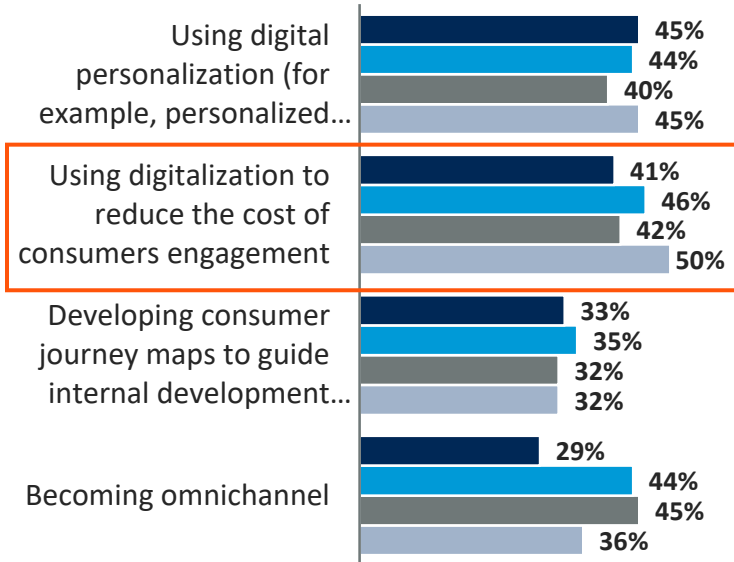 Using digital
personalization (for
example, personalized...
45%
44%
40%
45%
Using digitalization to
reduce the cost of
consumers engagement
41%
46%
42%
50%
Developing consumer
journey maps to guide
internal development...
33%
35%
32%
32%
Becoming omnichannel
29%
44%
45%
36%